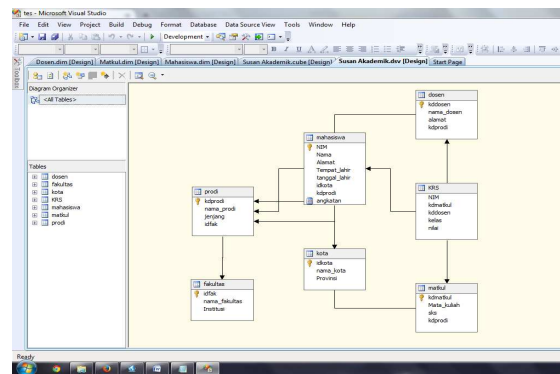 tes - Microsoft Visual Studio
File Edit View Project Build Debug Format Database Data Source View Tools Window Help
Development
Dosen.dim [Design] Matkul.dim [Design] Mahasiswa.dim [Design] Susan Akademik.cube [Design] Susan Akademik.dsv [Design] Start Page
Toolbox
Diagram Organizer
<All Tables>
Tables
dosen
fakultas
kota
KRS
mahasiswa
matkul
prodi
dosen
kddosen
nama_dosen
alamat
kdprodi
mahasiswa
NIM
Nama
Alamat
Tempat_lahir
tanggal_lahir
idkota
kdprodi
angkatan
KRS
NIM
kdmatkul
kddosen
kelas
nilai
prodi
kdprodi
nama_prodi
jenjang
idfak
kota
idkota
nama_kota
Provinsi
fakultas
idfak
nama_fakultas
Institusi
matkul
kdmatkul
Mata_kuliah
sks
kdprodi
Ready